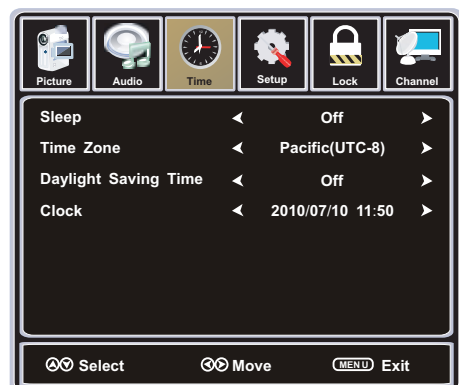 Picture Audio Time Setup Lock Channel
Sleep Off
Time Zone Pacific(UTC-8)
Daylight Saving Time Off
Clock 2010/07/10 11:50
Select Move MENU Exit